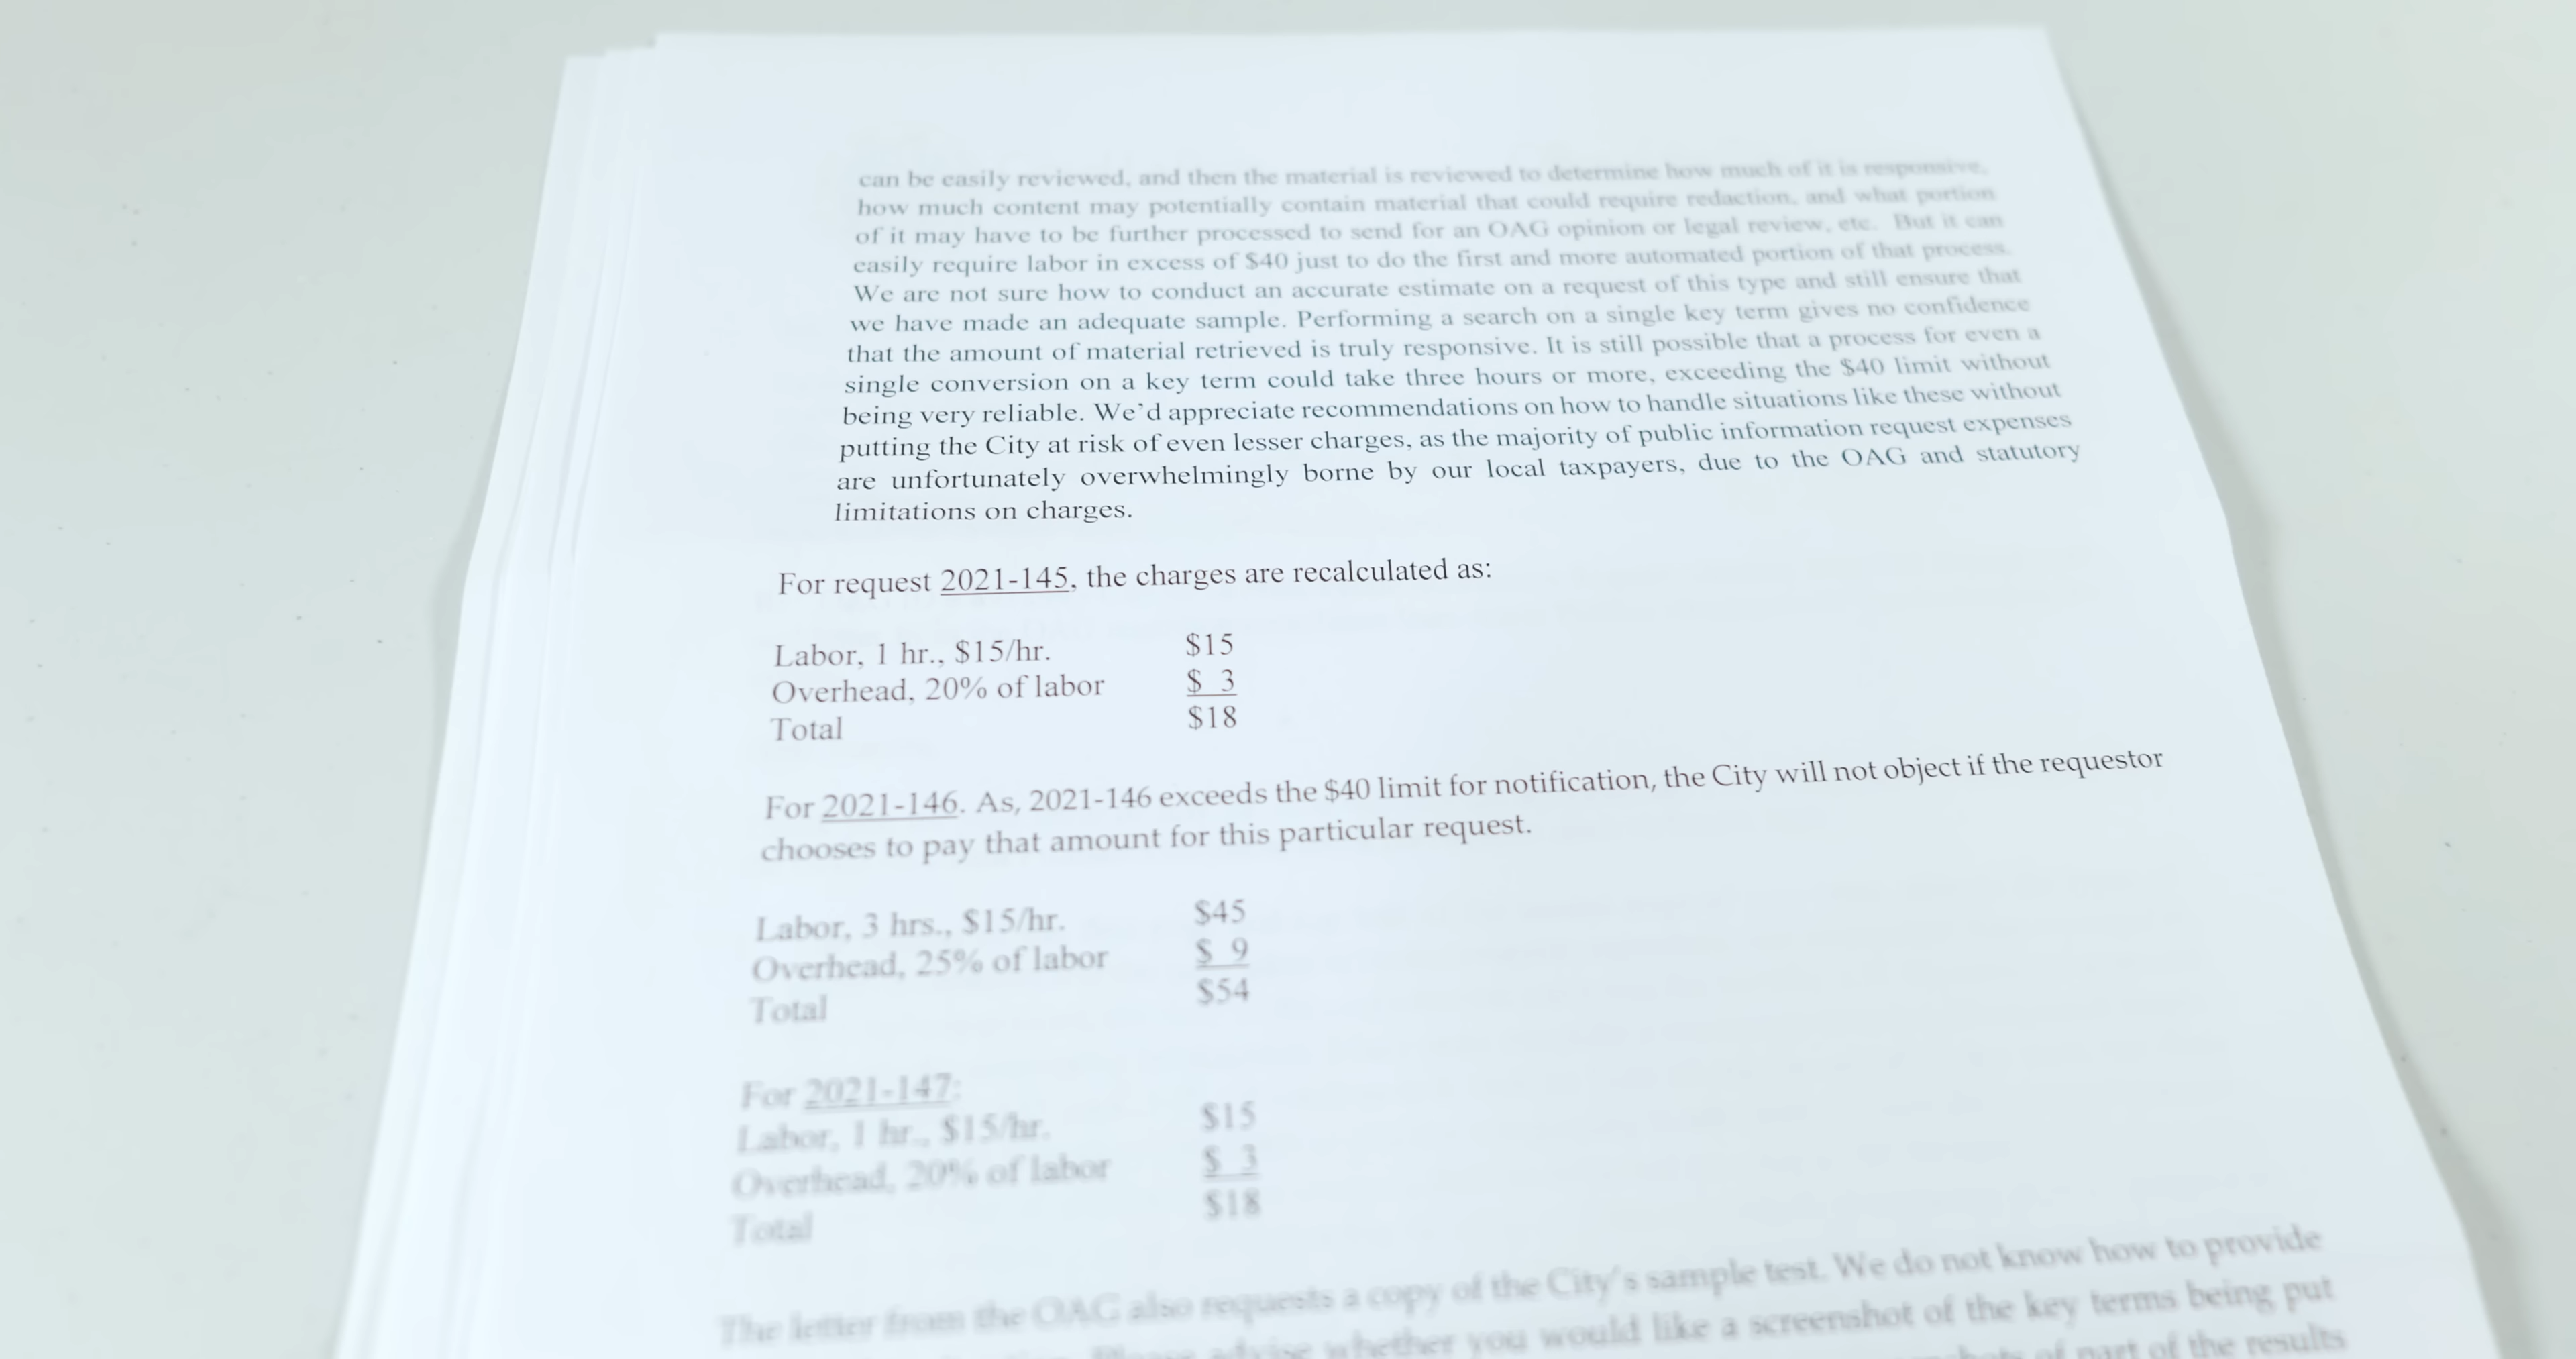 can be easily reviewed, and then the material is reviewed to determine how much of it is responsive,
how much content may potentially contain material that could require redaction, and what portion
of it may have to be further processed to send for an OAG opinion or legal review, etc. But it can
easily require labor in excess of $40 just to do the first and more automated portion of that process.
We are not sure how to conduct an accurate estimate on a request of this type and still ensure that
we have made an adequate sample. Performing a search on a single key term gives no confidence
that the amount of material retrieved is truly responsive. It is still possible that a process for even a
single conversion on a key term could take three hours or more, exceeding the $40 limit without
being very reliable. We'd appreciate recommendations on how to handle situations like these without
putting the City at risk of even lesser charges, as the majority of public information request expenses
are unfortunately overwhelmingly borne by our local taxpayers, due to the OAG and statutory
limitations on charges.
For request 2021-145, the charges are recalculated as:
Labor, 1 hr., $15/hr. $15
Overhead, 20% of labor $ 3
Total $18
For 2021-146. As, 2021-146 exceeds the $40 limit for notification, the City will not object if the requestor
chooses to pay that amount for this particular request.
Labor, 3 hrs., $15/hr. $45
Overhead, 25% of labor $ 9
Total $54
For 2021-147:
Labor, 1 hr., $15/hr. $15
Overhead, 20% of labor $ 3
Total $18
The letter from the OAG also requests a copy of the City's sample test. We do not know how to provide
Please advise whether you would like a screenshot of the key terms being put
of part of the results